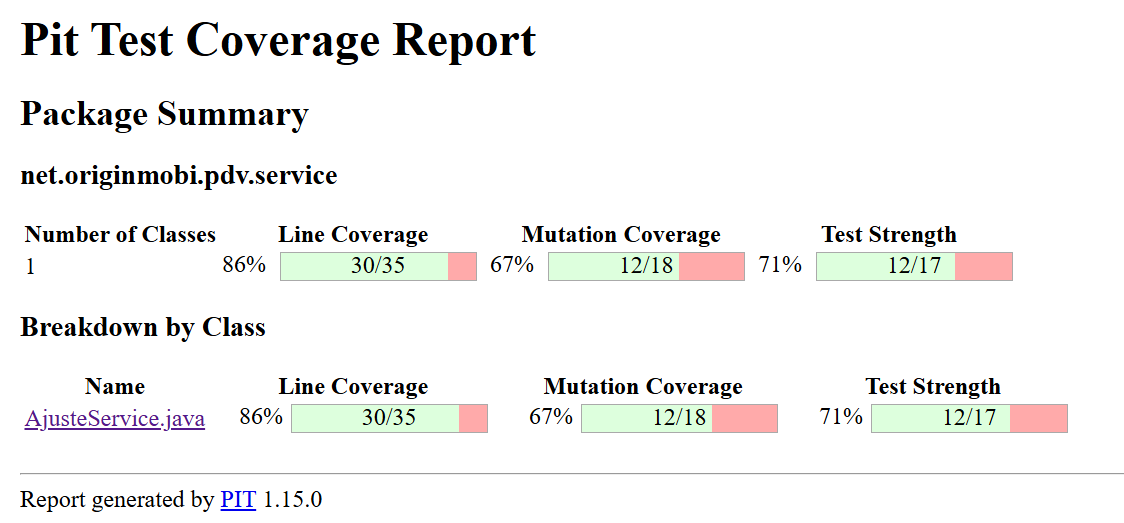 Pit Test Coverage Report
Package Summary
net.originmobi.pdv.service
Number of Classes Line Coverage Mutation Coverage Test Strength
1 86% 30/35 67% 12/18 71% 12/17
Breakdown by Class
Name Line Coverage Mutation Coverage Test Strength
AjusteService.java 86% 30/35 67% 12/18 71% 12/17
Report generated by PIT 1.15.0